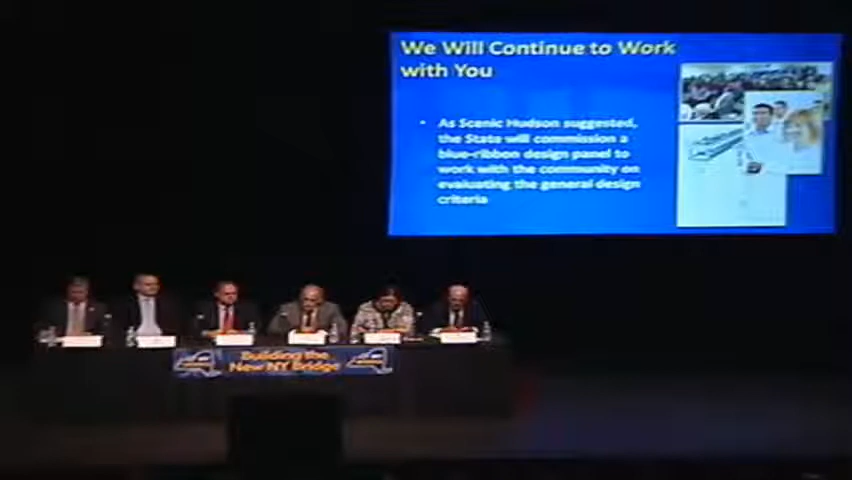 We Will Continue to Work
with You
• As Scenic Hudson suggested,
the State will commission a
blue-ribbon design panel to
work with the community on
evaluating the general design
criteria
Building the
New NY Bridge